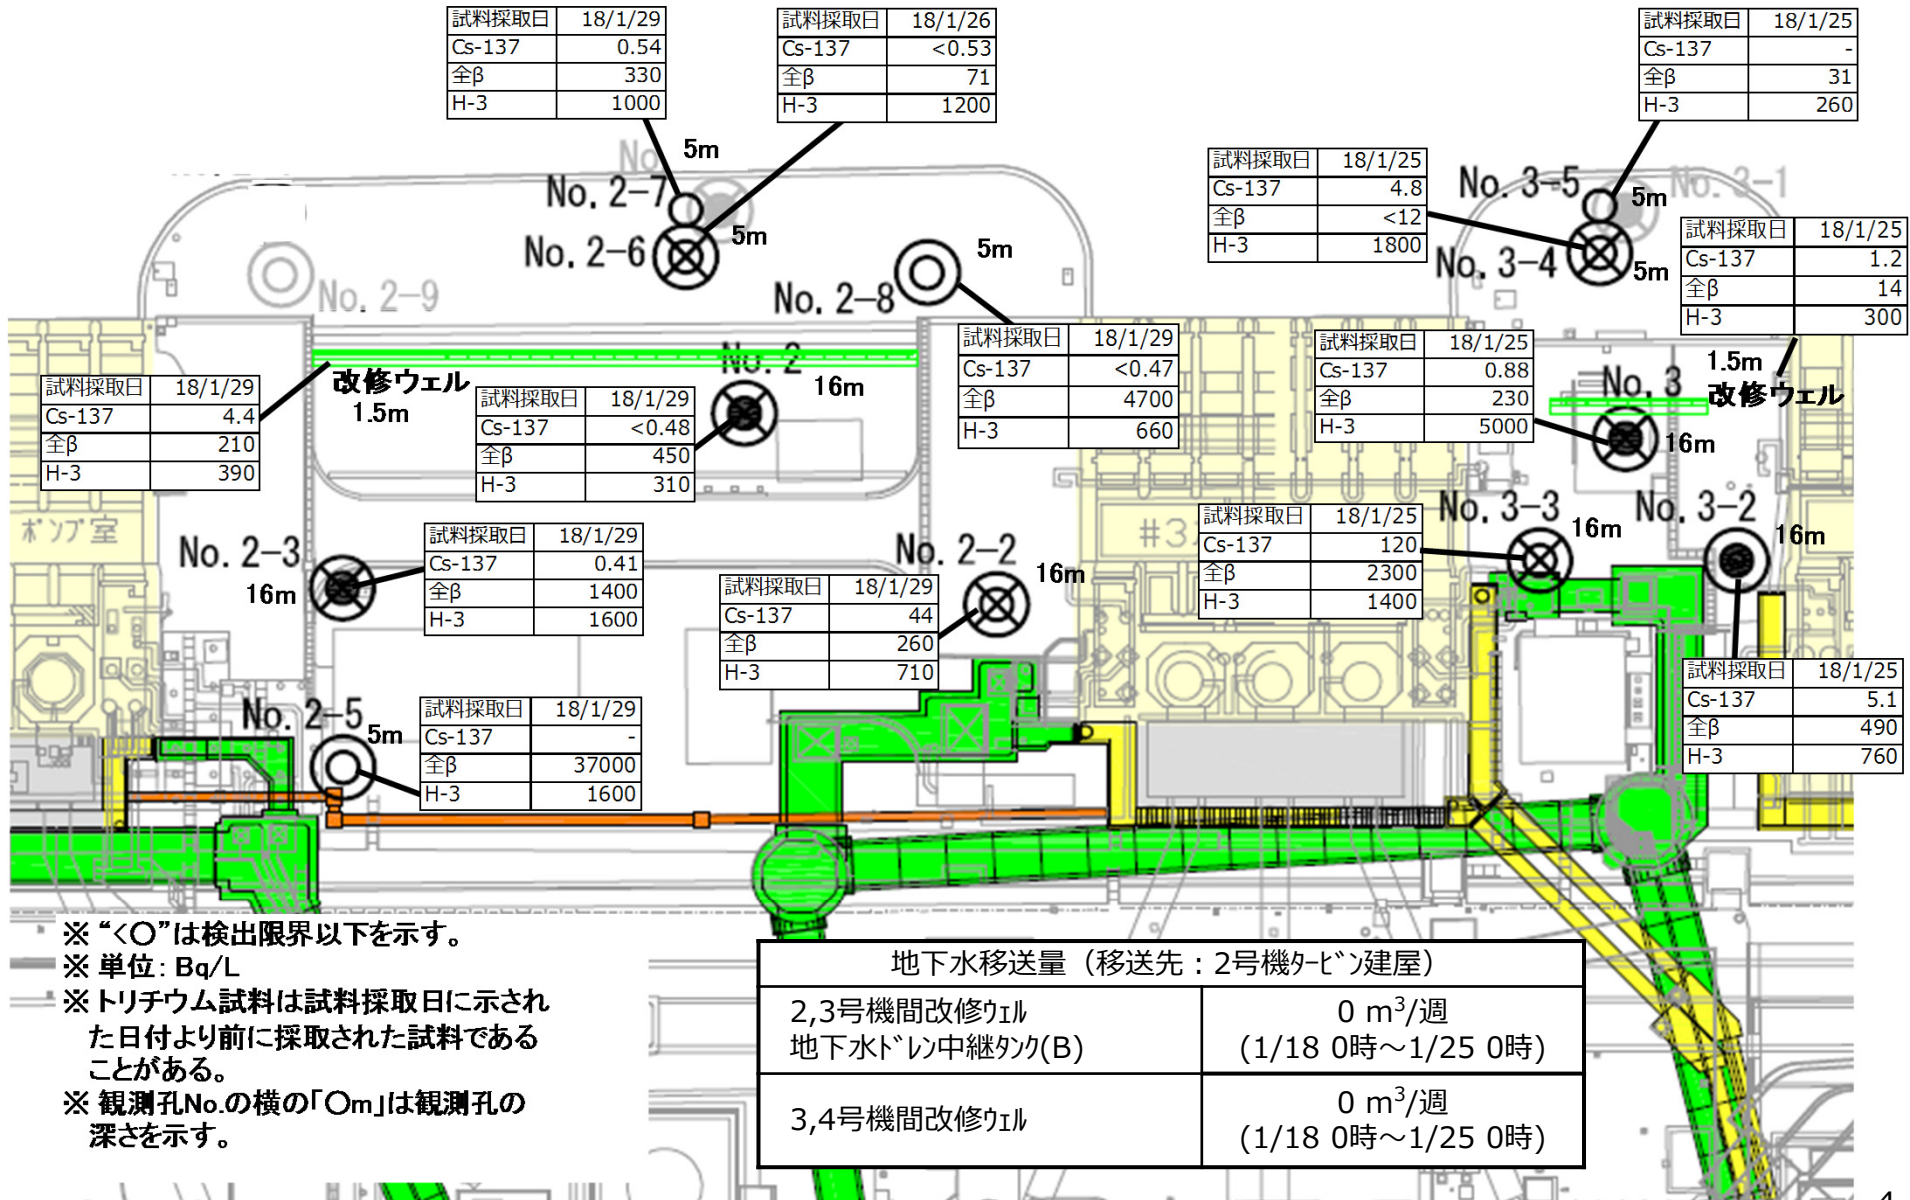 試料採取日 18/1/29
Cs-137 0.54
全β 330
H-3 1000
試料採取日 18/1/26
Cs-137 <0.53
全β 71
H-3 1200
試料採取日 18/1/25
Cs-137 -
全β 31
H-3 260
試料採取日 18/1/25
Cs-137 4.8
全β <12
H-3 1800
試料採取日 18/1/25
Cs-137 1.2
全β 14
H-3 300
No. 5m
No. 2-7
No. 2-6 5m
No. 2-8 5m
No. 2-9
No. 3-5 5m
No. 3-1
No. 3-4 5m
試料採取日 18/1/29
Cs-137 4.4
全β 210
H-3 390
改修ウェル
1.5m
試料採取日 18/1/29
Cs-137 <0.48
全β 450
H-3 310
No. 2
16m
試料採取日 18/1/29
Cs-137 <0.47
全β 4700
H-3 660
試料採取日 18/1/25
Cs-137 0.88
全β 230
H-3 5000
No. 3
16m
1.5m
改修ウェル
ポンプ室
No. 2-3
16m
試料採取日 18/1/29
Cs-137 0.41
全β 1400
H-3 1600
No. 2-2
16m
試料採取日 18/1/29
Cs-137 44
全β 260
H-3 710
#3
試料採取日 18/1/25
Cs-137 120
全β 2300
H-3 1400
No. 3-3
16m
No. 3-2
16m
試料採取日 18/1/25
Cs-137 5.1
全β 490
H-3 760
No. 2-5
5m
試料採取日 18/1/29
Cs-137 -
全β 37000
H-3 1600
※ “<〇”は検出限界以下を示す。
※ 単位: Bq/L
※ トリチウム試料は試料採取日に示され
た日付より前に採取された試料である
ことがある。
※ 観測孔No.の横の「〇m」は観測孔の
深さを示す。
地下水移送量（移送先：2号機ﾀｰﾋﾞﾝ建屋）
2,3号機間改修ｳｪﾙ
地下水ﾄﾞﾚﾝ中継ﾀﾝｸ(B)
0 m³/週
(1/18 0時～1/25 0時)
3,4号機間改修ｳｪﾙ
0 m³/週
(1/18 0時～1/25 0時)